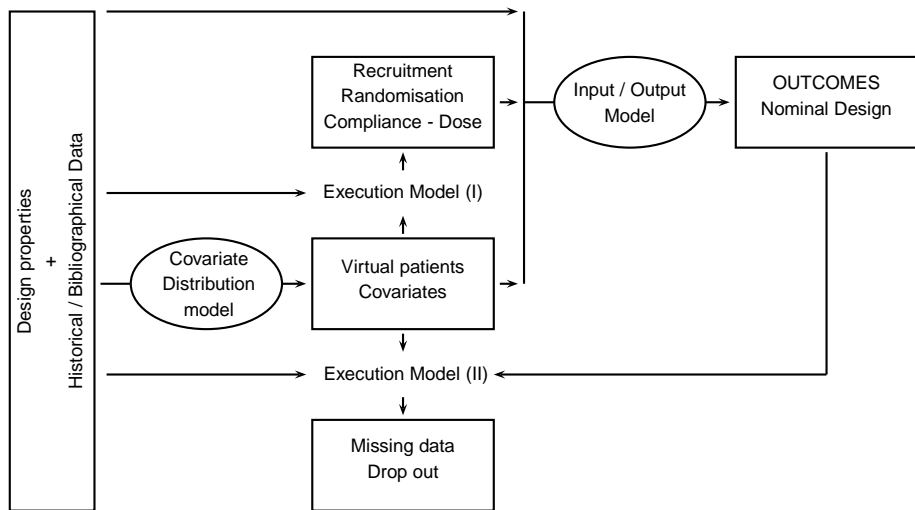 Design properties
+
Historical / Bibliographical Data
Recruitment
Randomisation
Compliance - Dose
Execution Model (I)
Covariate
Distribution
model
Virtual patients
Covariates
Execution Model (II)
Missing data
Drop out
Input / Output
Model
OUTCOMES
Nominal Design